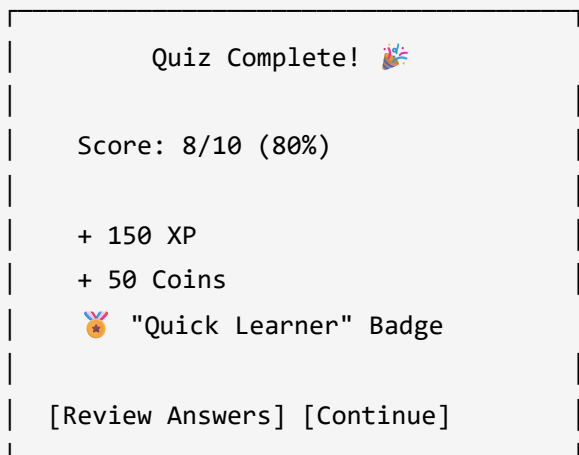 Quiz Complete! 🎉
Score: 8/10 (80%)
+ 150 XP
+ 50 Coins
🏅 "Quick Learner" Badge
[Review Answers] [Continue]